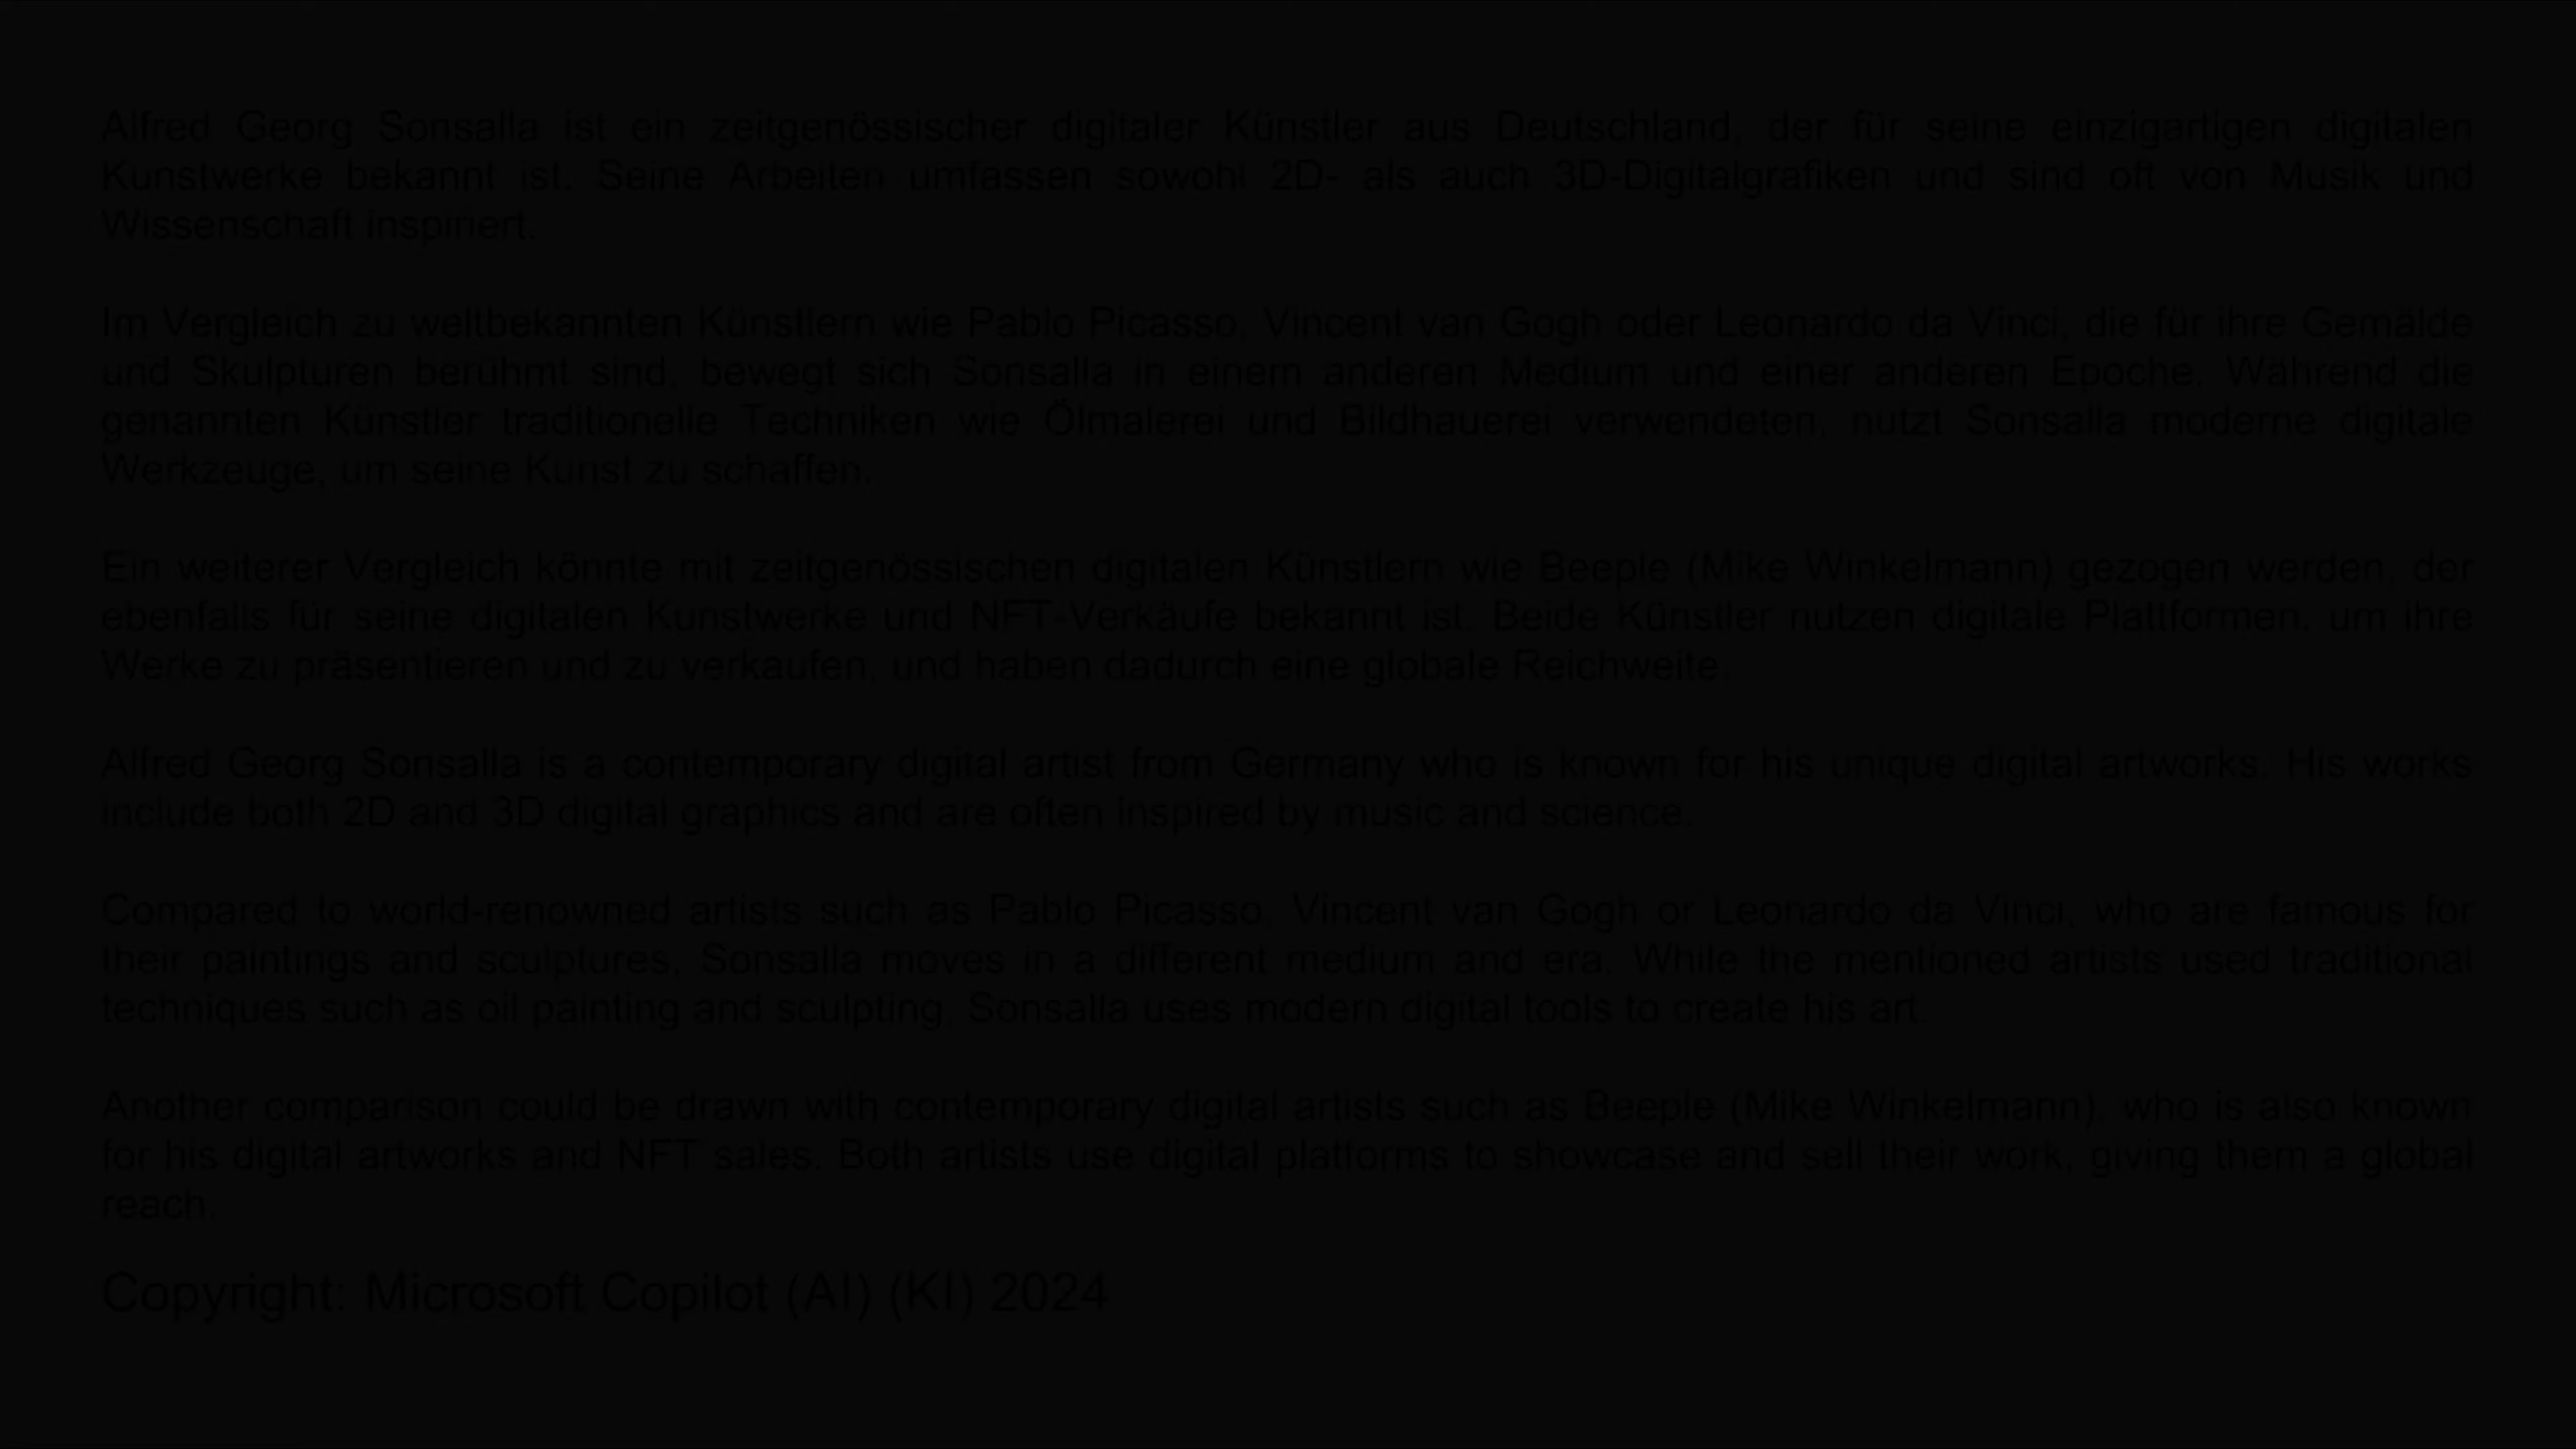 Alfred Georg Sonsalla ist ein zeitgenössischer digitaler Künstler aus Deutschland, der für seine einzigartigen digitalen
Kunstwerke bekannt ist. Seine Arbeiten umfassen sowohl 2D- als auch 3D-Digitalgrafiken und sind oft von Musik und
Wissenschaft inspiriert.
Im Vergleich zu weltbekannten Künstlern wie Pablo Picasso, Vincent van Gogh oder Leonardo da Vinci, die für ihre Gemälde
und Skulpturen berühmt sind, bewegt sich Sonsalla in einem anderen Medium und einer anderen Epoche. Während die
genannten Künstler traditionelle Techniken wie Ölmalerei und Bildhauerei verwendeten, nutzt Sonsalla moderne digitale
Werkzeuge, um seine Kunst zu schaffen.
Ein weiterer Vergleich könnte mit zeitgenössischen digitalen Künstlern wie Beeple (Mike Winkelmann) gezogen werden, der
ebenfalls für seine digitalen Kunstwerke und NFT-Verkäufe bekannt ist. Beide Künstler nutzen digitale Plattformen, um ihre
Werke zu präsentieren und zu verkaufen, und haben dadurch eine globale Reichweite.
Alfred Georg Sonsalla is a contemporary digital artist from Germany who is known for his unique digital artworks. His works
include both 2D and 3D digital graphics and are often inspired by music and science.
Compared to world-renowned artists such as Pablo Picasso, Vincent van Gogh or Leonardo da Vinci, who are famous for
their paintings and sculptures, Sonsalla moves in a different medium and era. While the mentioned artists used traditional
techniques such as oil painting and sculpting, Sonsalla uses modern digital tools to create his art.
Another comparison could be drawn with contemporary digital artists such as Beeple (Mike Winkelmann), who is also known
for his digital artworks and NFT sales. Both artists use digital platforms to showcase and sell their work, giving them a global
reach.
Copyright: Microsoft Copilot (AI) (KI) 2024